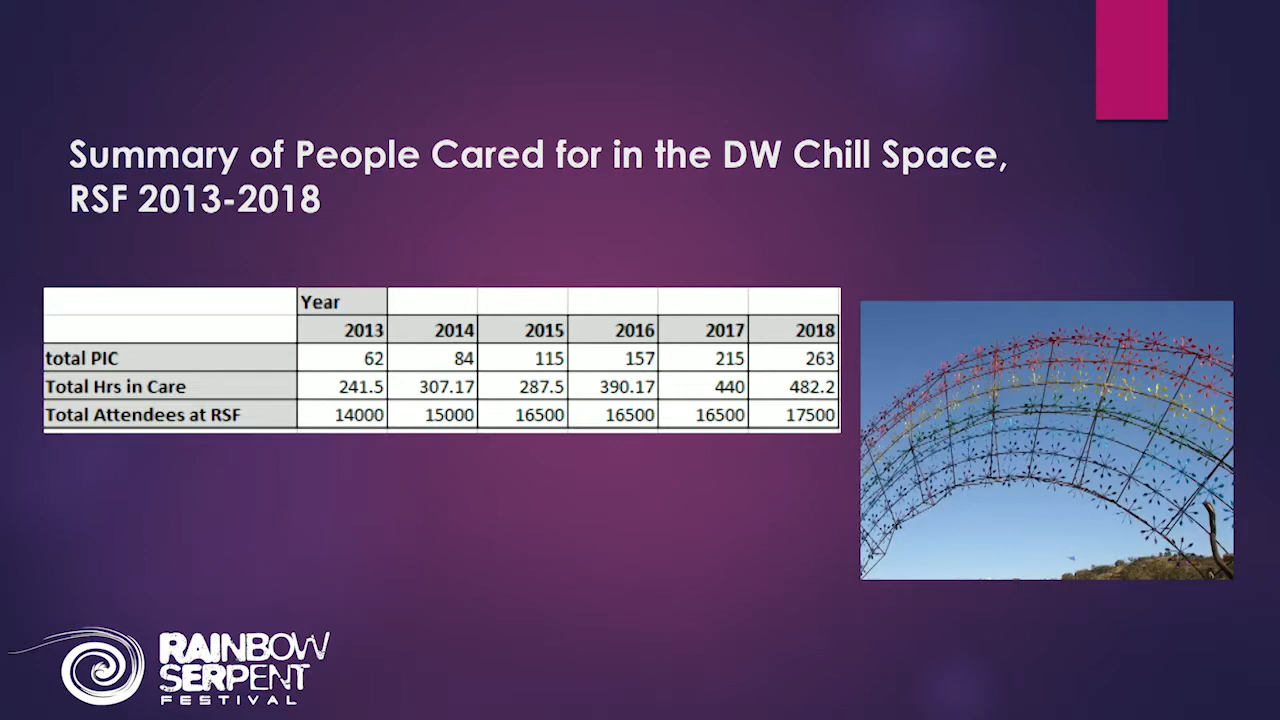 Summary of People Cared for in the DW Chill Space,
RSF 2013-2018
Year
2013 2014 2015 2016 2017 2018
total PIC 62 84 115 157 215 263
Total Hrs in Care 241.5 307.17 287.5 390.17 440 482.2
Total Attendees at RSF 14000 15000 16500 16500 16500 17500
RAINBOW
SERPENT
FESTIVAL